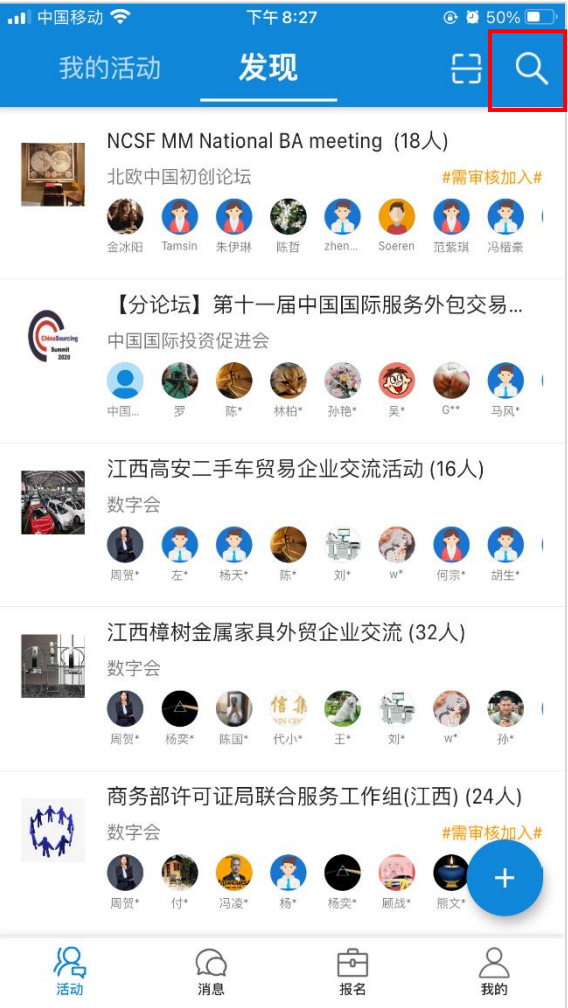 中国移动 下午8:27 50%
我的活动 发现
NCSF MM National BA meeting (18人)
北欧中国初创论坛 #需审核加入#
金冰阳 Tamsin 朱伊琳 陈哲 zhen... Soeren 范紫琪 冯楷豪
【分论坛】第十一届中国国际服务外包交易...
ChinaSourcing
Summit
2020
中国国际投资促进会
中国... 罗 陈* 林柏* 孙艳* 吴* G** 马风*
江西高安二手车贸易企业交流活动 (16人)
数字会
周贺* 左* 杨天* 陈* 刘* w* 何宗* 胡生*
江西樟树金属家具外贸企业交流 (32人)
数字会
周贺* 杨奕* 陈国* 代小* 王* 刘* w* 孙*
商务部许可证局联合服务工作组(江西) (24人)
数字会 #需审核加入#
周贺* 付* 冯凌* 杨* 杨奕* 顾战* 熊文*
+
活动 消息 报名 我的